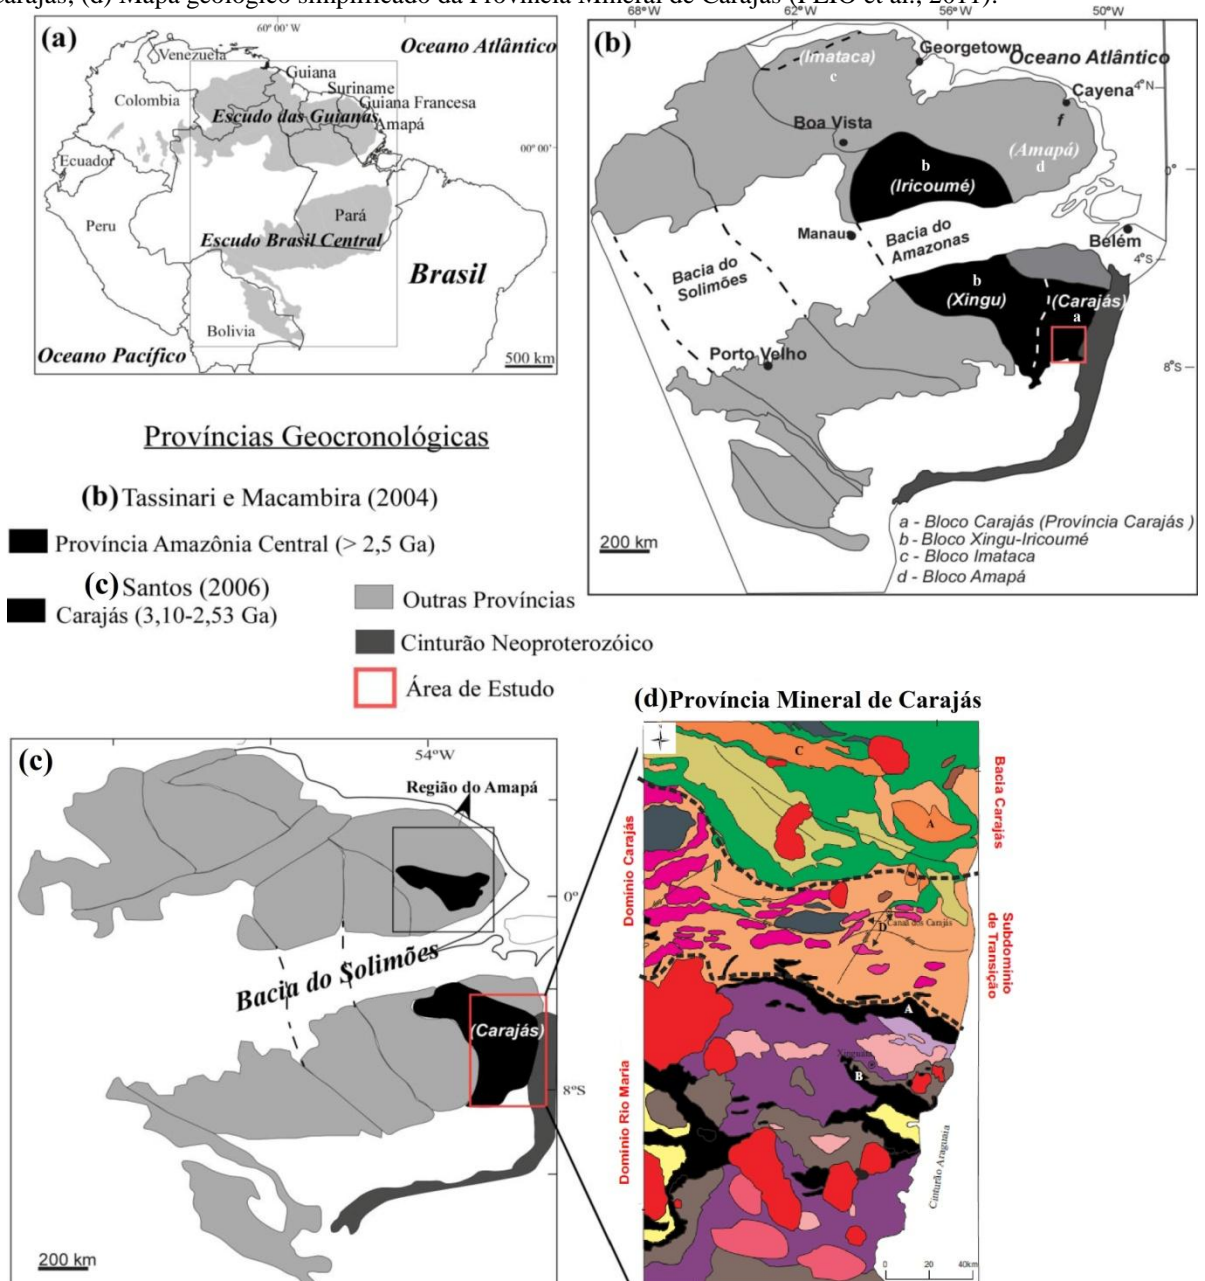 Carajás; (d) Mapa geológico simplificado da Província Mineral de Carajás (FEIO et al., 2011).
(a)
60° 00' W
Oceano Atlântico
Venezuela
Guiana
Suriname
Guiana Francesa
Colombia
Escudo das Guianas
Amapá
Ecuador
00° 00'
Peru
Pará
Escudo Brasil Central
Brasil
Bolivia
Oceano Pacífico
500 km
(b)
68°W
62°W
56°W
50°W
(Imataca)
c
Georgetown
Oceano Atlântico
4°N
Cayena
f
Boa Vista
(Amapá)
d
b
(Iricoumé)
0°
Manaus
Bacia do
Amazonas
Belém
4°S
Bacia do
Solimões
b
(Xingu)
(Carajás)
a
Porto Velho
8°S
200 km
a - Bloco Carajás (Província Carajás )
b - Bloco Xingu-Iricoumé
c - Bloco Imataca
d - Bloco Amapá
Províncias Geocronológicas
(b) Tassinari e Macambira (2004)
Província Amazônia Central (> 2,5 Ga)
(c) Santos (2006)
Carajás (3,10-2,53 Ga)
Outras Províncias
Cinturão Neoproterozóico
Área de Estudo
(c)
54°W
Região do Amapá
0°
Bacia do Solimões
(Carajás)
8°S
200 km
(d)Província Mineral de Carajás
C
A
Bacia Carajás
Domínio Carajás
D
Canaã dos Carajás
Subdomínio
de Transição
A
Xinguara
B
Domínio Rio Maria
Cinturão Araguaia
0 20 40km